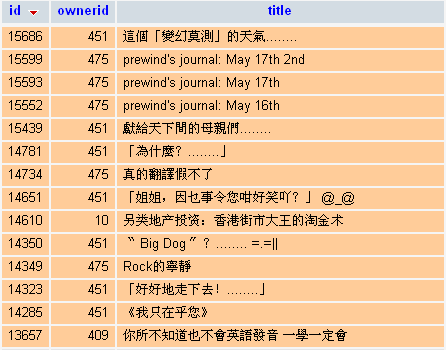 id ownerid title
15686 451 這個「變幻莫測」的天氣........
15599 475 prewind's journal: May 17th 2nd
15593 475 prewind's journal: May 17th
15552 475 prewind's journal: May 16th
15439 451 獻給天下間的母親們........
14781 451 「為什麼? ........」
14734 475 真的翻譯假不了
14651 451 「姐姐，因乜事令您咁好笑吖? 」 @_@
14610 10 另类地产投资：香港街市大王的淘金术
14350 451 〝 Big Dog〞? ........ =.=||
14349 475 Rock的寧靜
14323 451 「好好地走下去! ........」
14285 451 《我只在乎您》
13657 409 你所不知道也不會英語發音 一學一定會